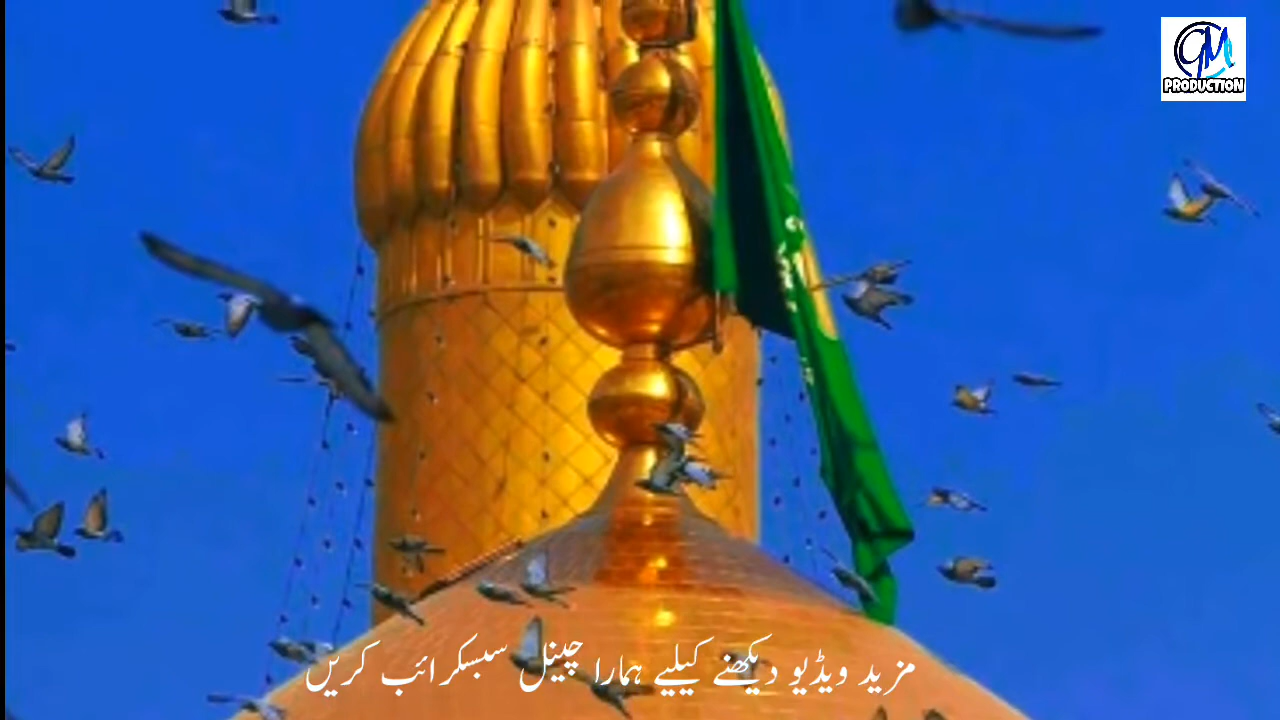 GM
PRODUCTION
مزید ویڈیو دیکھنے کیلیے ہمارا چینل سبسکرائب کریں